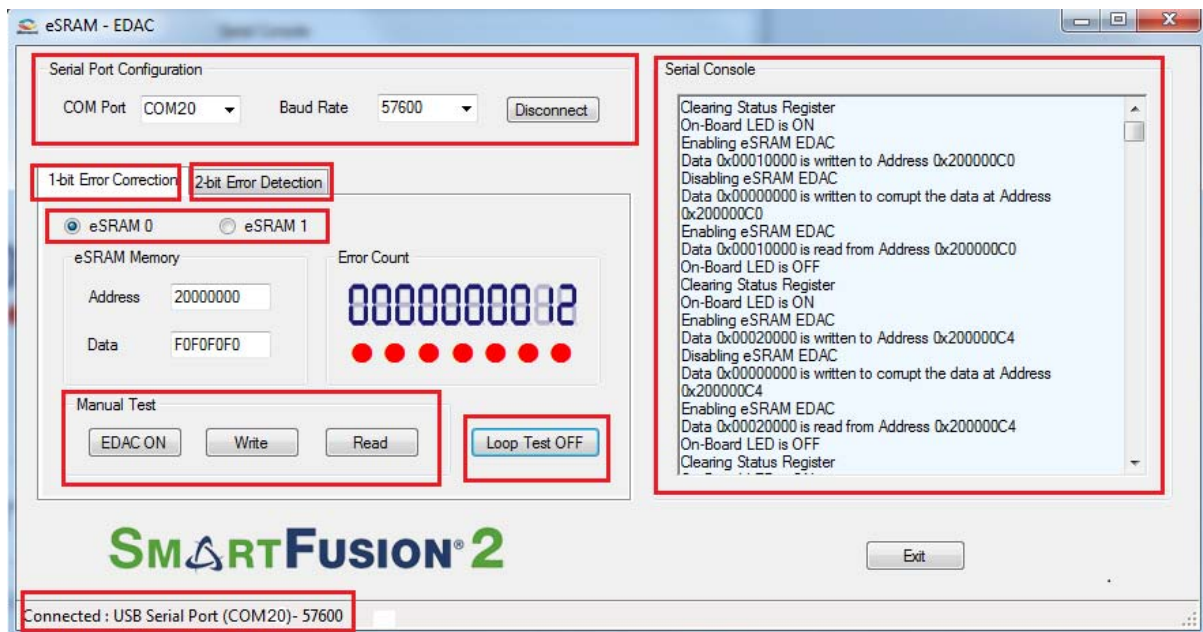 eSRAM - EDAC
Serial Port Configuration
COM Port COM20 Baud Rate 57600 Disconnect
1-bit Error Correction 2-bit Error Detection
eSRAM 0 eSRAM 1
eSRAM Memory
Address 20000000
Data F0F0F0F0
Error Count
000000012
Manual Test
EDAC ON Write Read
Loop Test OFF
Serial Console
Clearing Status Register
On-Board LED is ON
Enabling eSRAM EDAC
Data 0x00010000 is written to Address 0x200000C0
Disabling eSRAM EDAC
Data 0x00000000 is written to corrupt the data at Address
0x200000C0
Enabling eSRAM EDAC
Data 0x00010000 is read from Address 0x200000C0
On-Board LED is OFF
Clearing Status Register
On-Board LED is ON
Enabling eSRAM EDAC
Data 0x00020000 is written to Address 0x200000C4
Disabling eSRAM EDAC
Data 0x00000000 is written to corrupt the data at Address
0x200000C4
Enabling eSRAM EDAC
Data 0x00020000 is read from Address 0x200000C4
On-Board LED is OFF
Clearing Status Register
SMARTFUSION® 2
Exit
Connected : USB Serial Port (COM20)- 57600